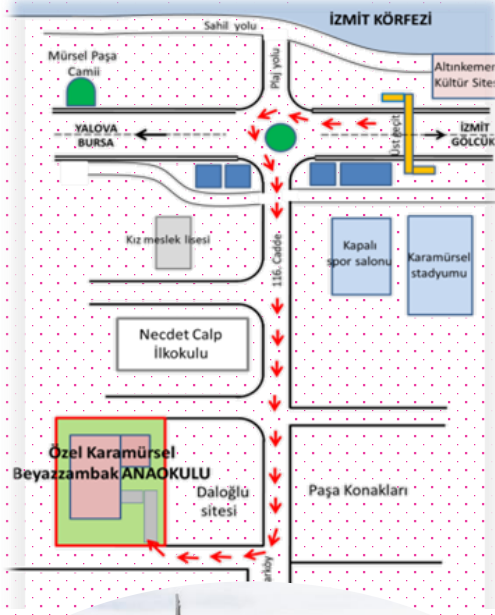 İZMİT KÖRFEZİ
Sahil yolu
Mürsel Paşa
Camii
Plaj yolu
Altınkemer
Kültür Sites
YALOVA
BURSA
Üst geçit
İZMİT
GÖLCÜK
Kız meslek lisesi
116. Cadde
Kapalı
spor salonu
Karamürsel
stadyumu
Necdet Calp
İlkokulu
Özel Karamürsel
Beyazzambak ANAOKULU
Daloğlu
sitesi
Paşa Konakları
arköy